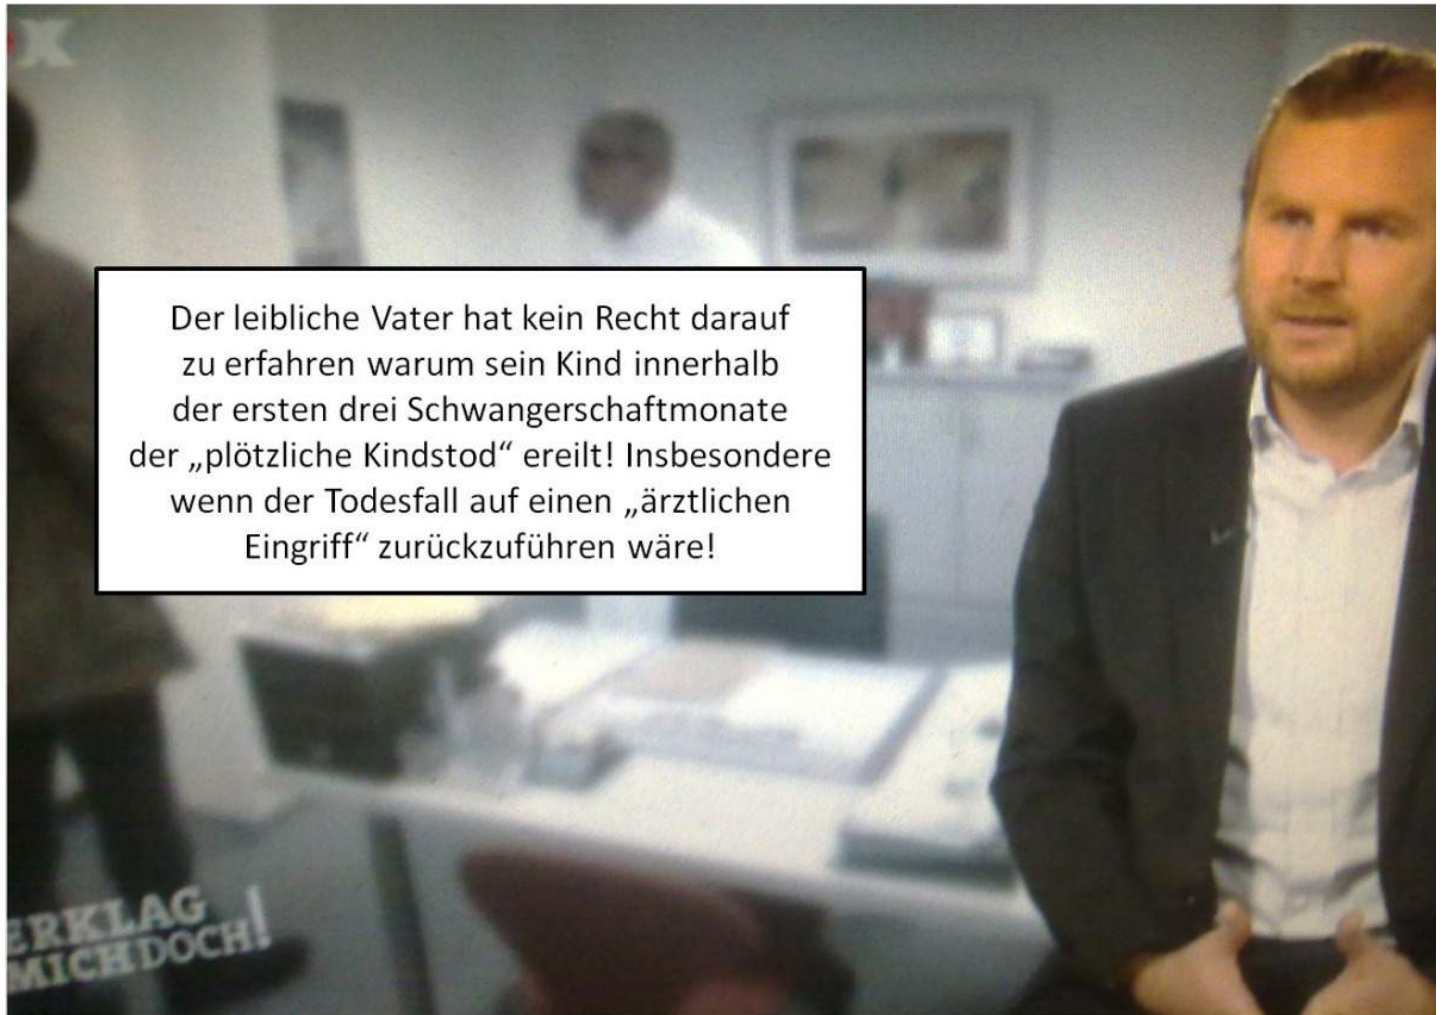 X
Der leibliche Vater hat kein Recht darauf
zu erfahren warum sein Kind innerhalb
der ersten drei Schwangerschaftmonate
der „plötzliche Kindstod“ ereilt! Insbesondere
wenn der Todesfall auf einen „ärztlichen
Eingriff“ zurückzuführen wäre!
ERKLAG
MICH DOCH!